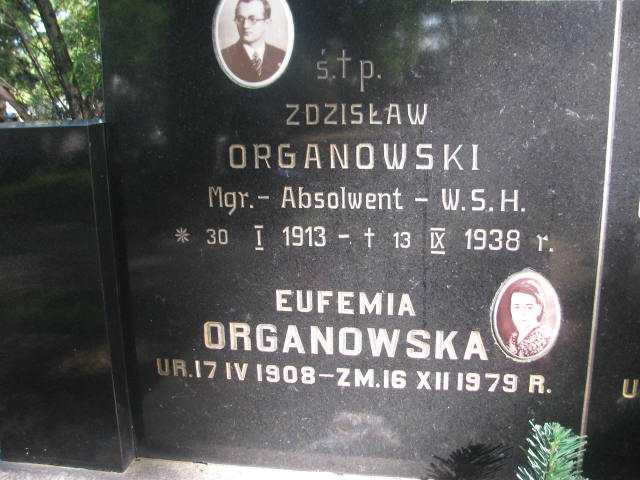 ś.†p.
ZDZISŁAW
ORGANOWSKI
Mgr.- Absolwent - W.S.H.
* 30 I 1913 - † 13 IX 1938 r.
EUFEMIA
ORGANOWSKA
UR.17 IV 1908-ZM.16 XII 1979 R.